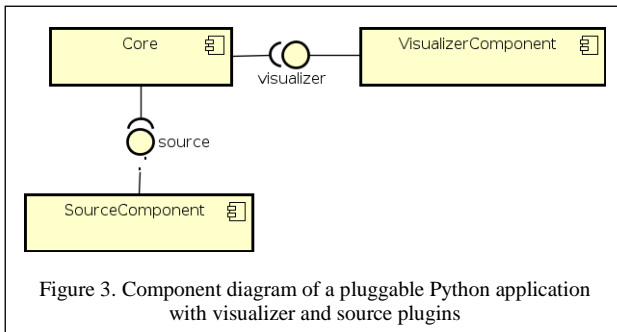 Core
VisualizerComponent
visualizer
source
SourceComponent
Figure 3. Component diagram of a pluggable Python application
with visualizer and source plugins